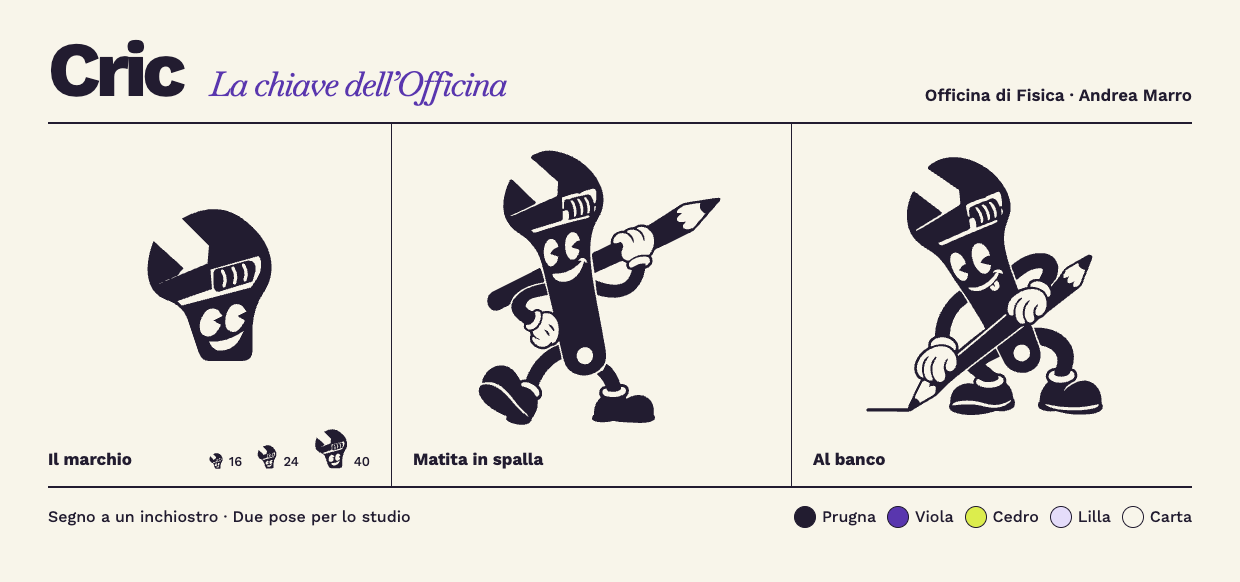 Cric
La chiave dell’Officina
Officina di Fisica · Andrea Marro
Il marchio
16
24
40
Matita in spalla
Al banco
Segno a un inchiostro · Due pose per lo studio
Prugna
Viola
Cedro
Lilla
Carta